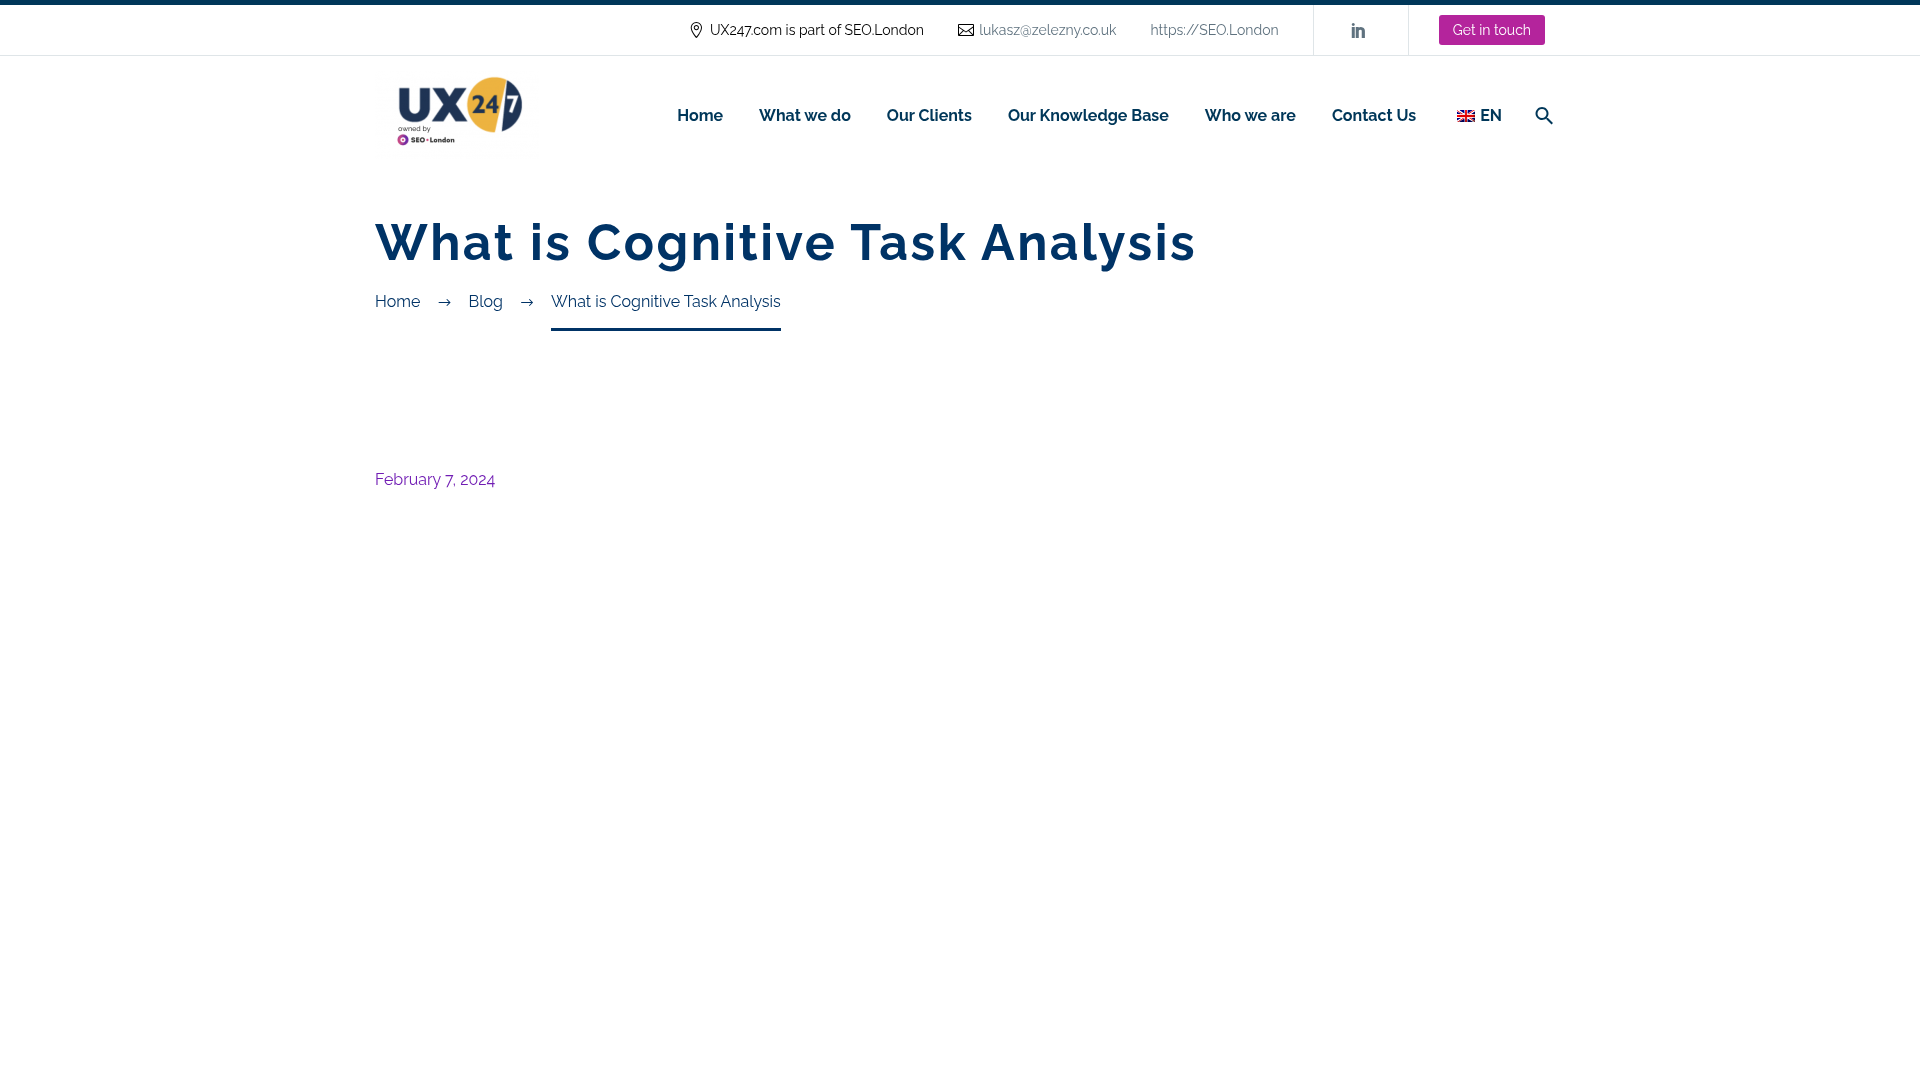 UX247.com is part of SEO.London
lukasz@zelezny.co.uk
https://SEO.London
in
Get in touch
UX247
owned by
SEO•London
Home
What we do
Our Clients
Our Knowledge Base
Who we are
Contact Us
EN
What is Cognitive Task Analysis
Home → Blog → What is Cognitive Task Analysis
February 7, 2024